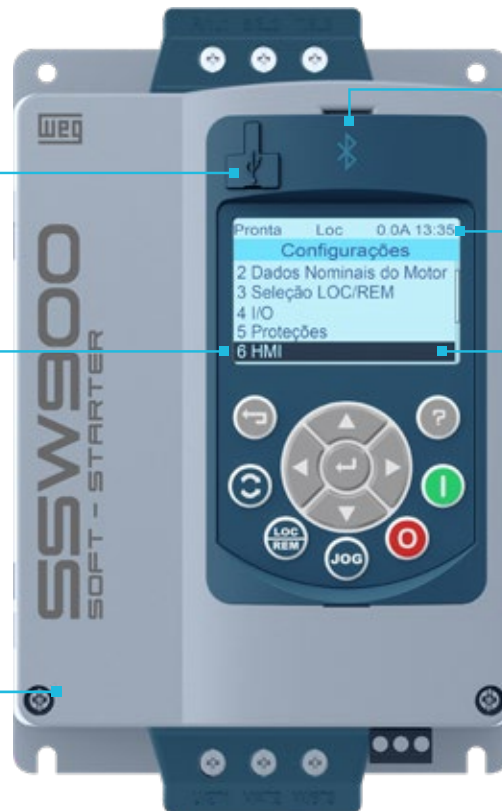 WEG
SSW900
SOFT - STARTER
Pronta Loc 0.0A 13:35
Configurações
2 Dados Nominais do Motor
3 Seleção LOC/REM
4 I/O
5 Proteções
6 HMI
?
LOC
REM
JOG